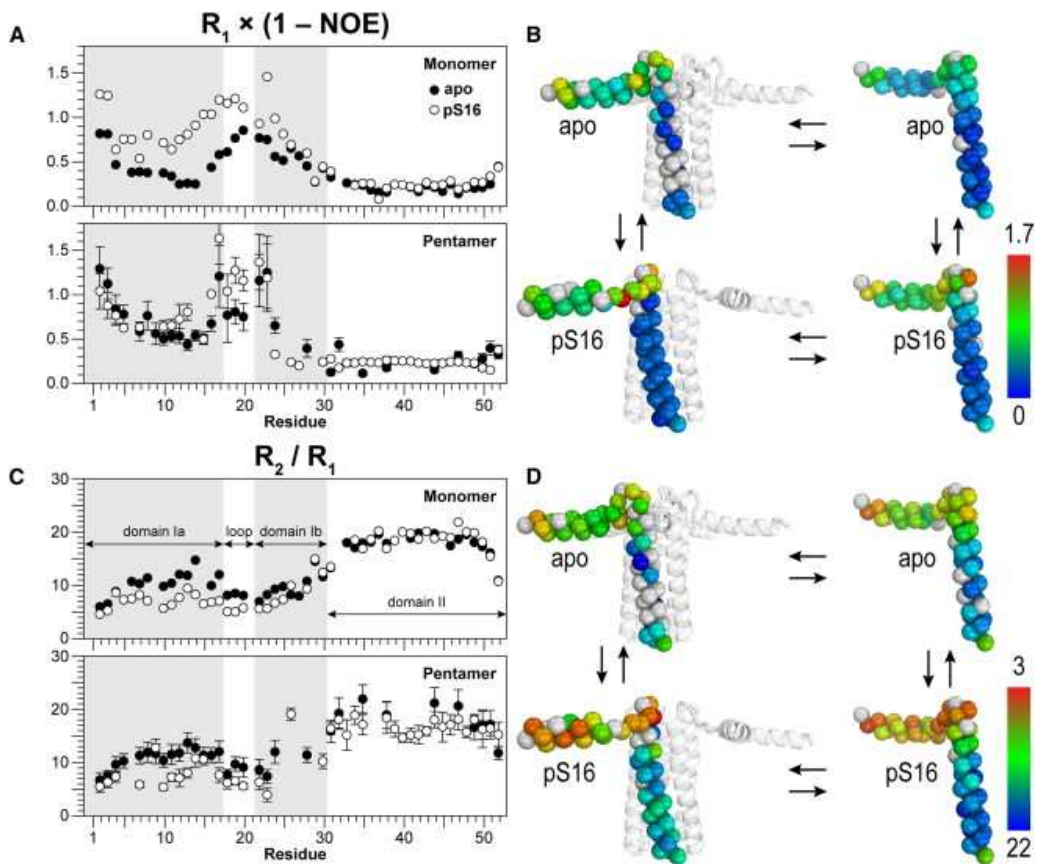 A
R1 × (1 – NOE)
Monomer
apo
pS16
1.5
1.0
0.5
0.0
Pentamer
1.5
1.0
0.5
0.0
1 10 20 30 40 50
Residue
B
apo
apo
pS16
pS16
1.7
0
C
R2 / R1
Monomer
30
20
10
0
domain Ia
loop
domain Ib
domain II
Pentamer
30
20
10
0
1 10 20 30 40 50
Residue
D
apo
apo
pS16
pS16
3
22